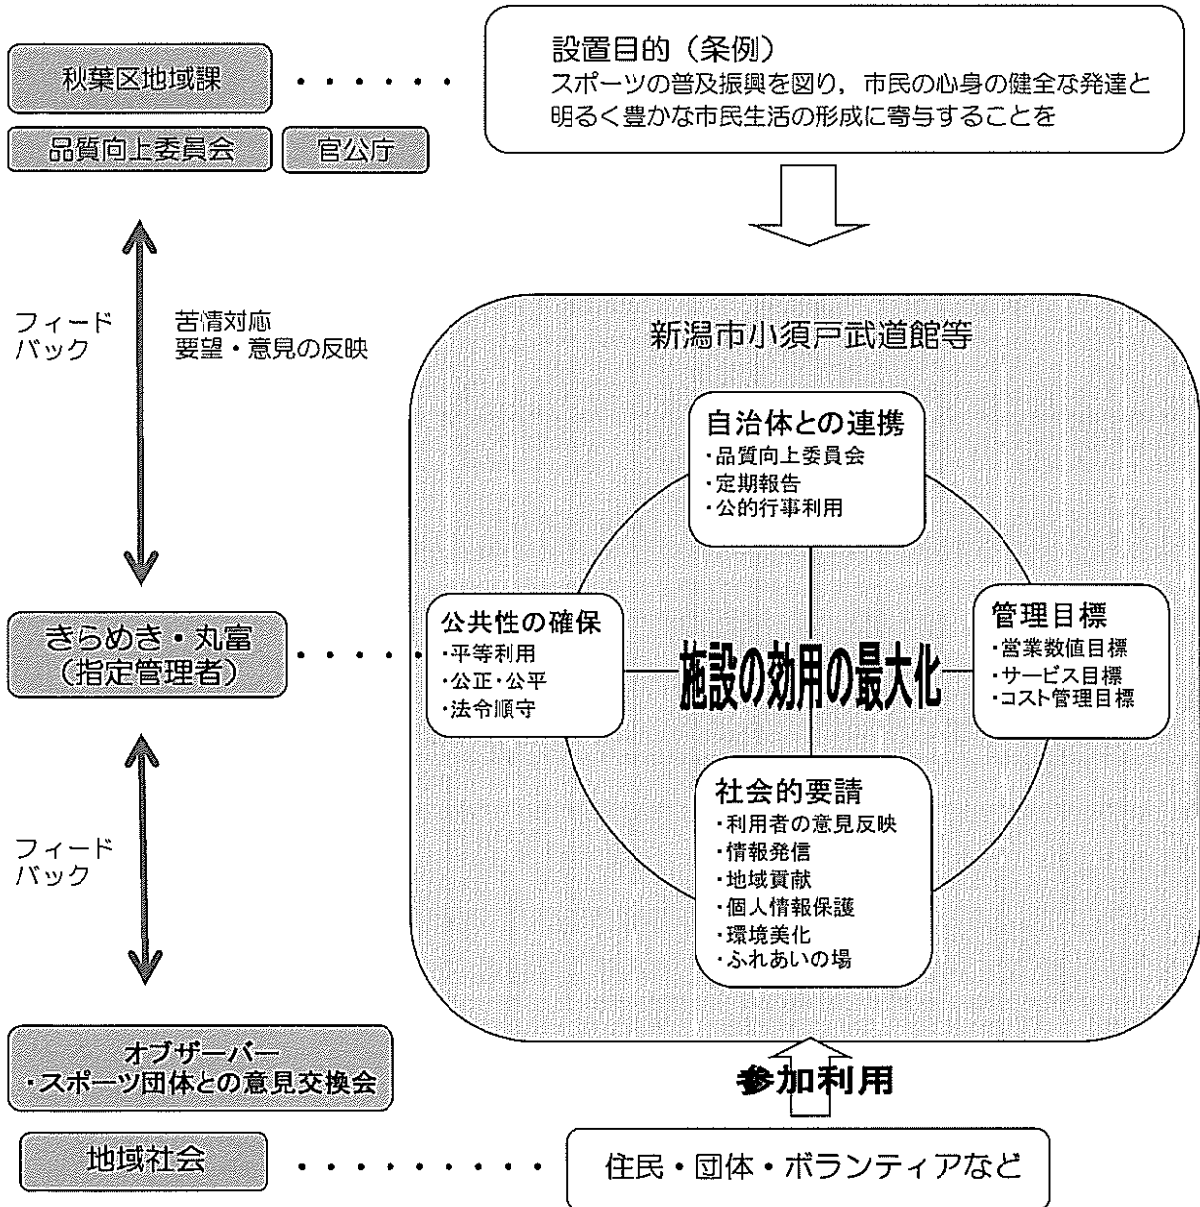 秋葉区地域課
品質向上委員会
官公庁
設置目的（条例）
スポーツの普及振興を図り，市民の心身の健全な発達と
明るく豊かな市民生活の形成に寄与することを
フィード
バック
苦情対応
要望・意見の反映
新潟市小須戸武道館等
自治体との連携
・品質向上委員会
・定期報告
・公的行事利用
きらめき・丸富
（指定管理者）
公共性の確保
・平等利用
・公正・公平
・法令順守
施設の効用の最大化
管理目標
・営業数値目標
・サービス目標
・コスト管理目標
社会的要請
・利用者の意見反映
・情報発信
・地域貢献
・個人情報保護
・環境美化
・ふれあいの場
フィード
バック
オブザーバー
・スポーツ団体との意見交換会
参加利用
地域社会
住民・団体・ボランティアなど